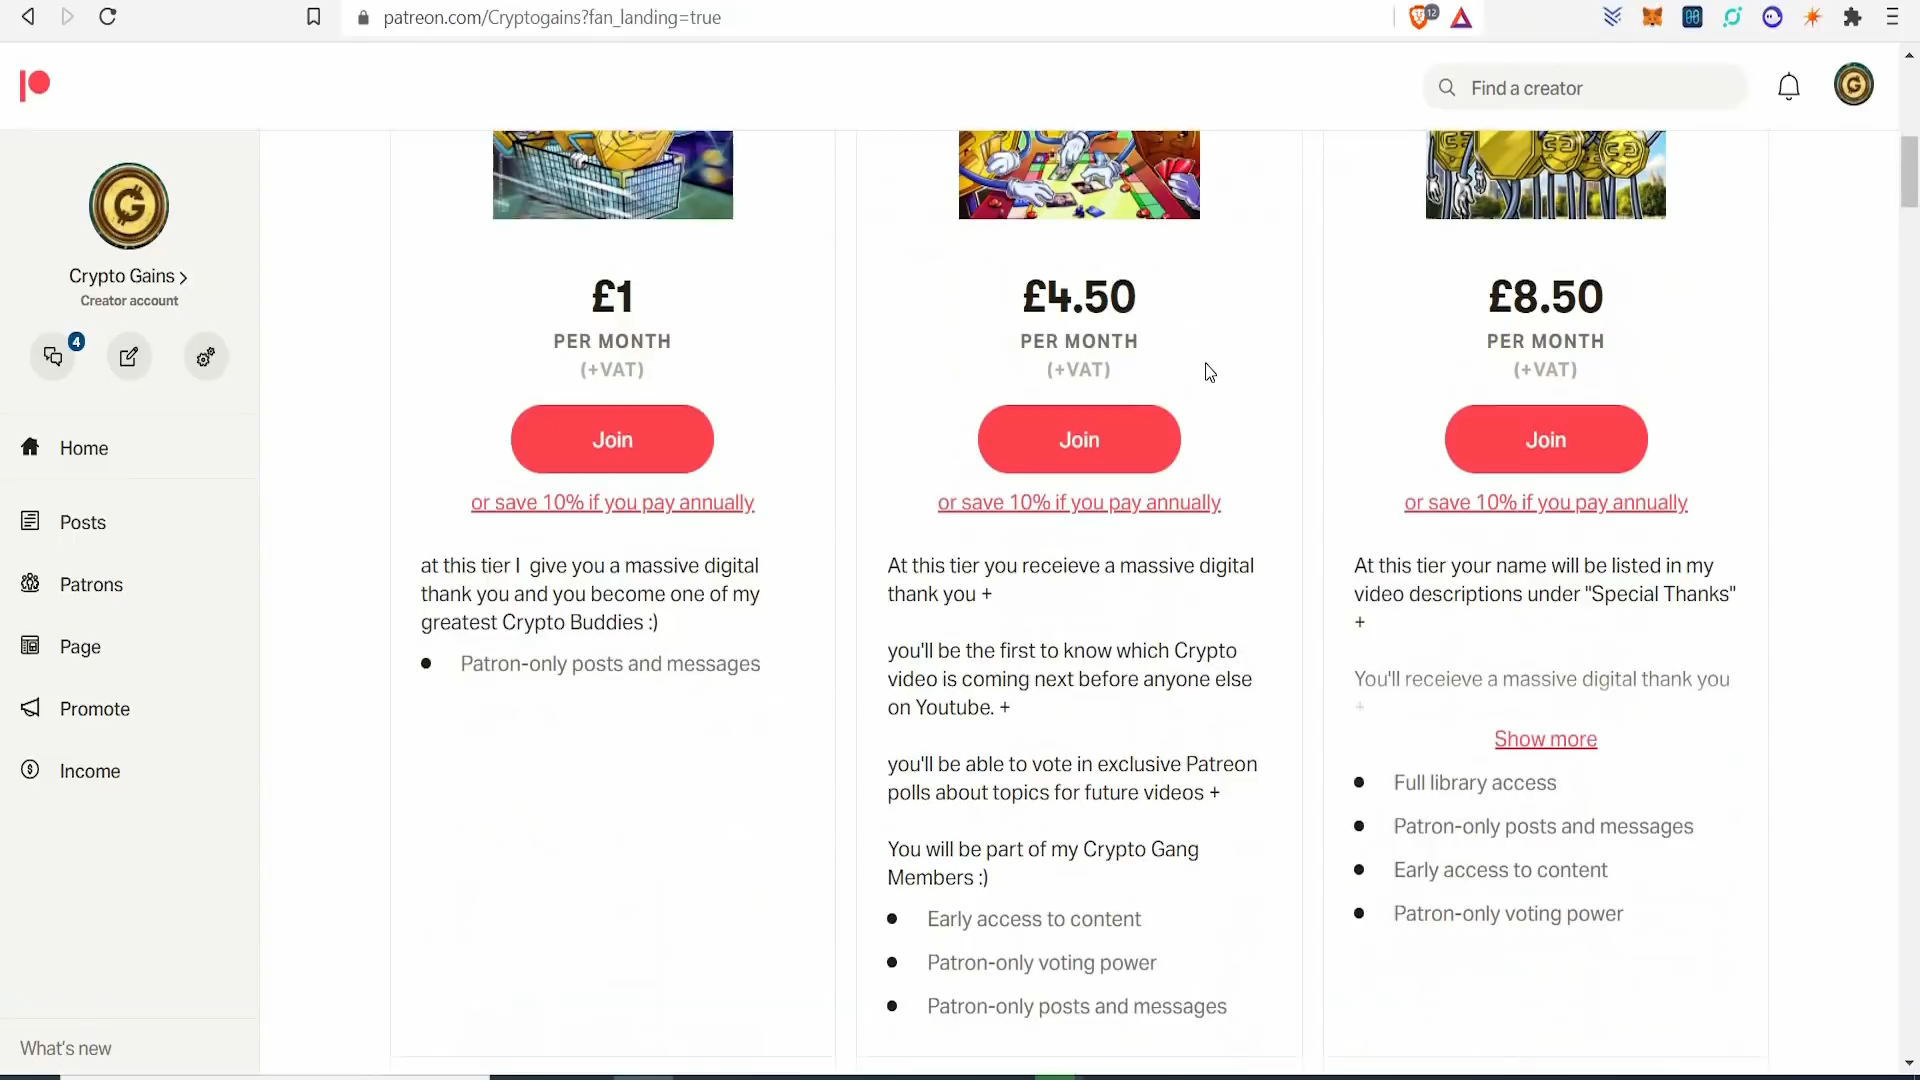 patreon.com/Cryptogains?fan_landing=true
12
Find a creator
Crypto Gains
Creator account
4
Home
Posts
Patrons
Page
Promote
Income
What's new
£1
PER MONTH
(+VAT)
Join
or save 10% if you pay annually
at this tier I give you a massive digital
thank you and you become one of my
greatest Crypto Buddies :)
Patron-only posts and messages
£4.50
PER MONTH
(+VAT)
Join
or save 10% if you pay annually
At this tier you receieve a massive digital
thank you +
you'll be the first to know which Crypto
video is coming next before anyone else
on Youtube. +
you'll be able to vote in exclusive Patreon
polls about topics for future videos +
You will be part of my Crypto Gang
Members :)
Early access to content
Patron-only voting power
Patron-only posts and messages
£8.50
PER MONTH
(+VAT)
Join
or save 10% if you pay annually
At this tier your name will be listed in my
video descriptions under "Special Thanks"
+
You'll receieve a massive digital thank you
+
Show more
Full library access
Patron-only posts and messages
Early access to content
Patron-only voting power